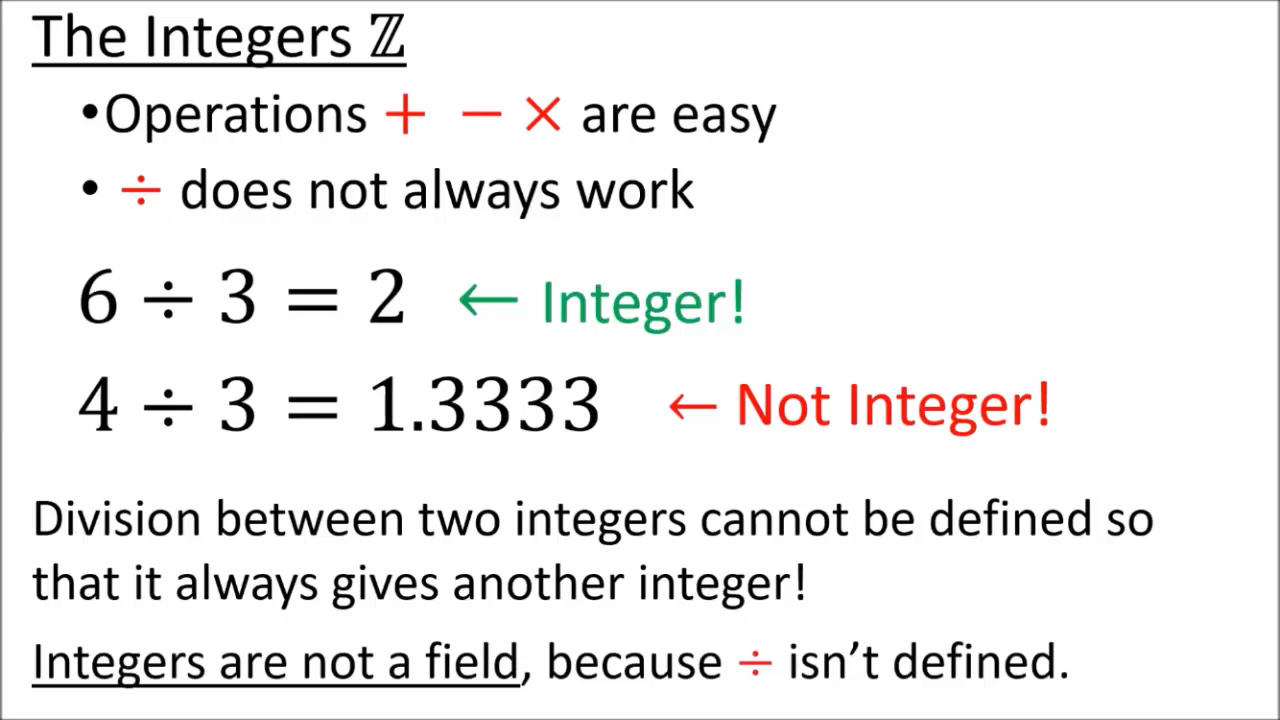 The Integers ℤ
•Operations + − × are easy
• ÷ does not always work
6 ÷ 3 = 2 ← Integer!
4 ÷ 3 = 1.3333 ← Not Integer!
Division between two integers cannot be defined so
that it always gives another integer!
Integers are not a field, because ÷ isn’t defined.